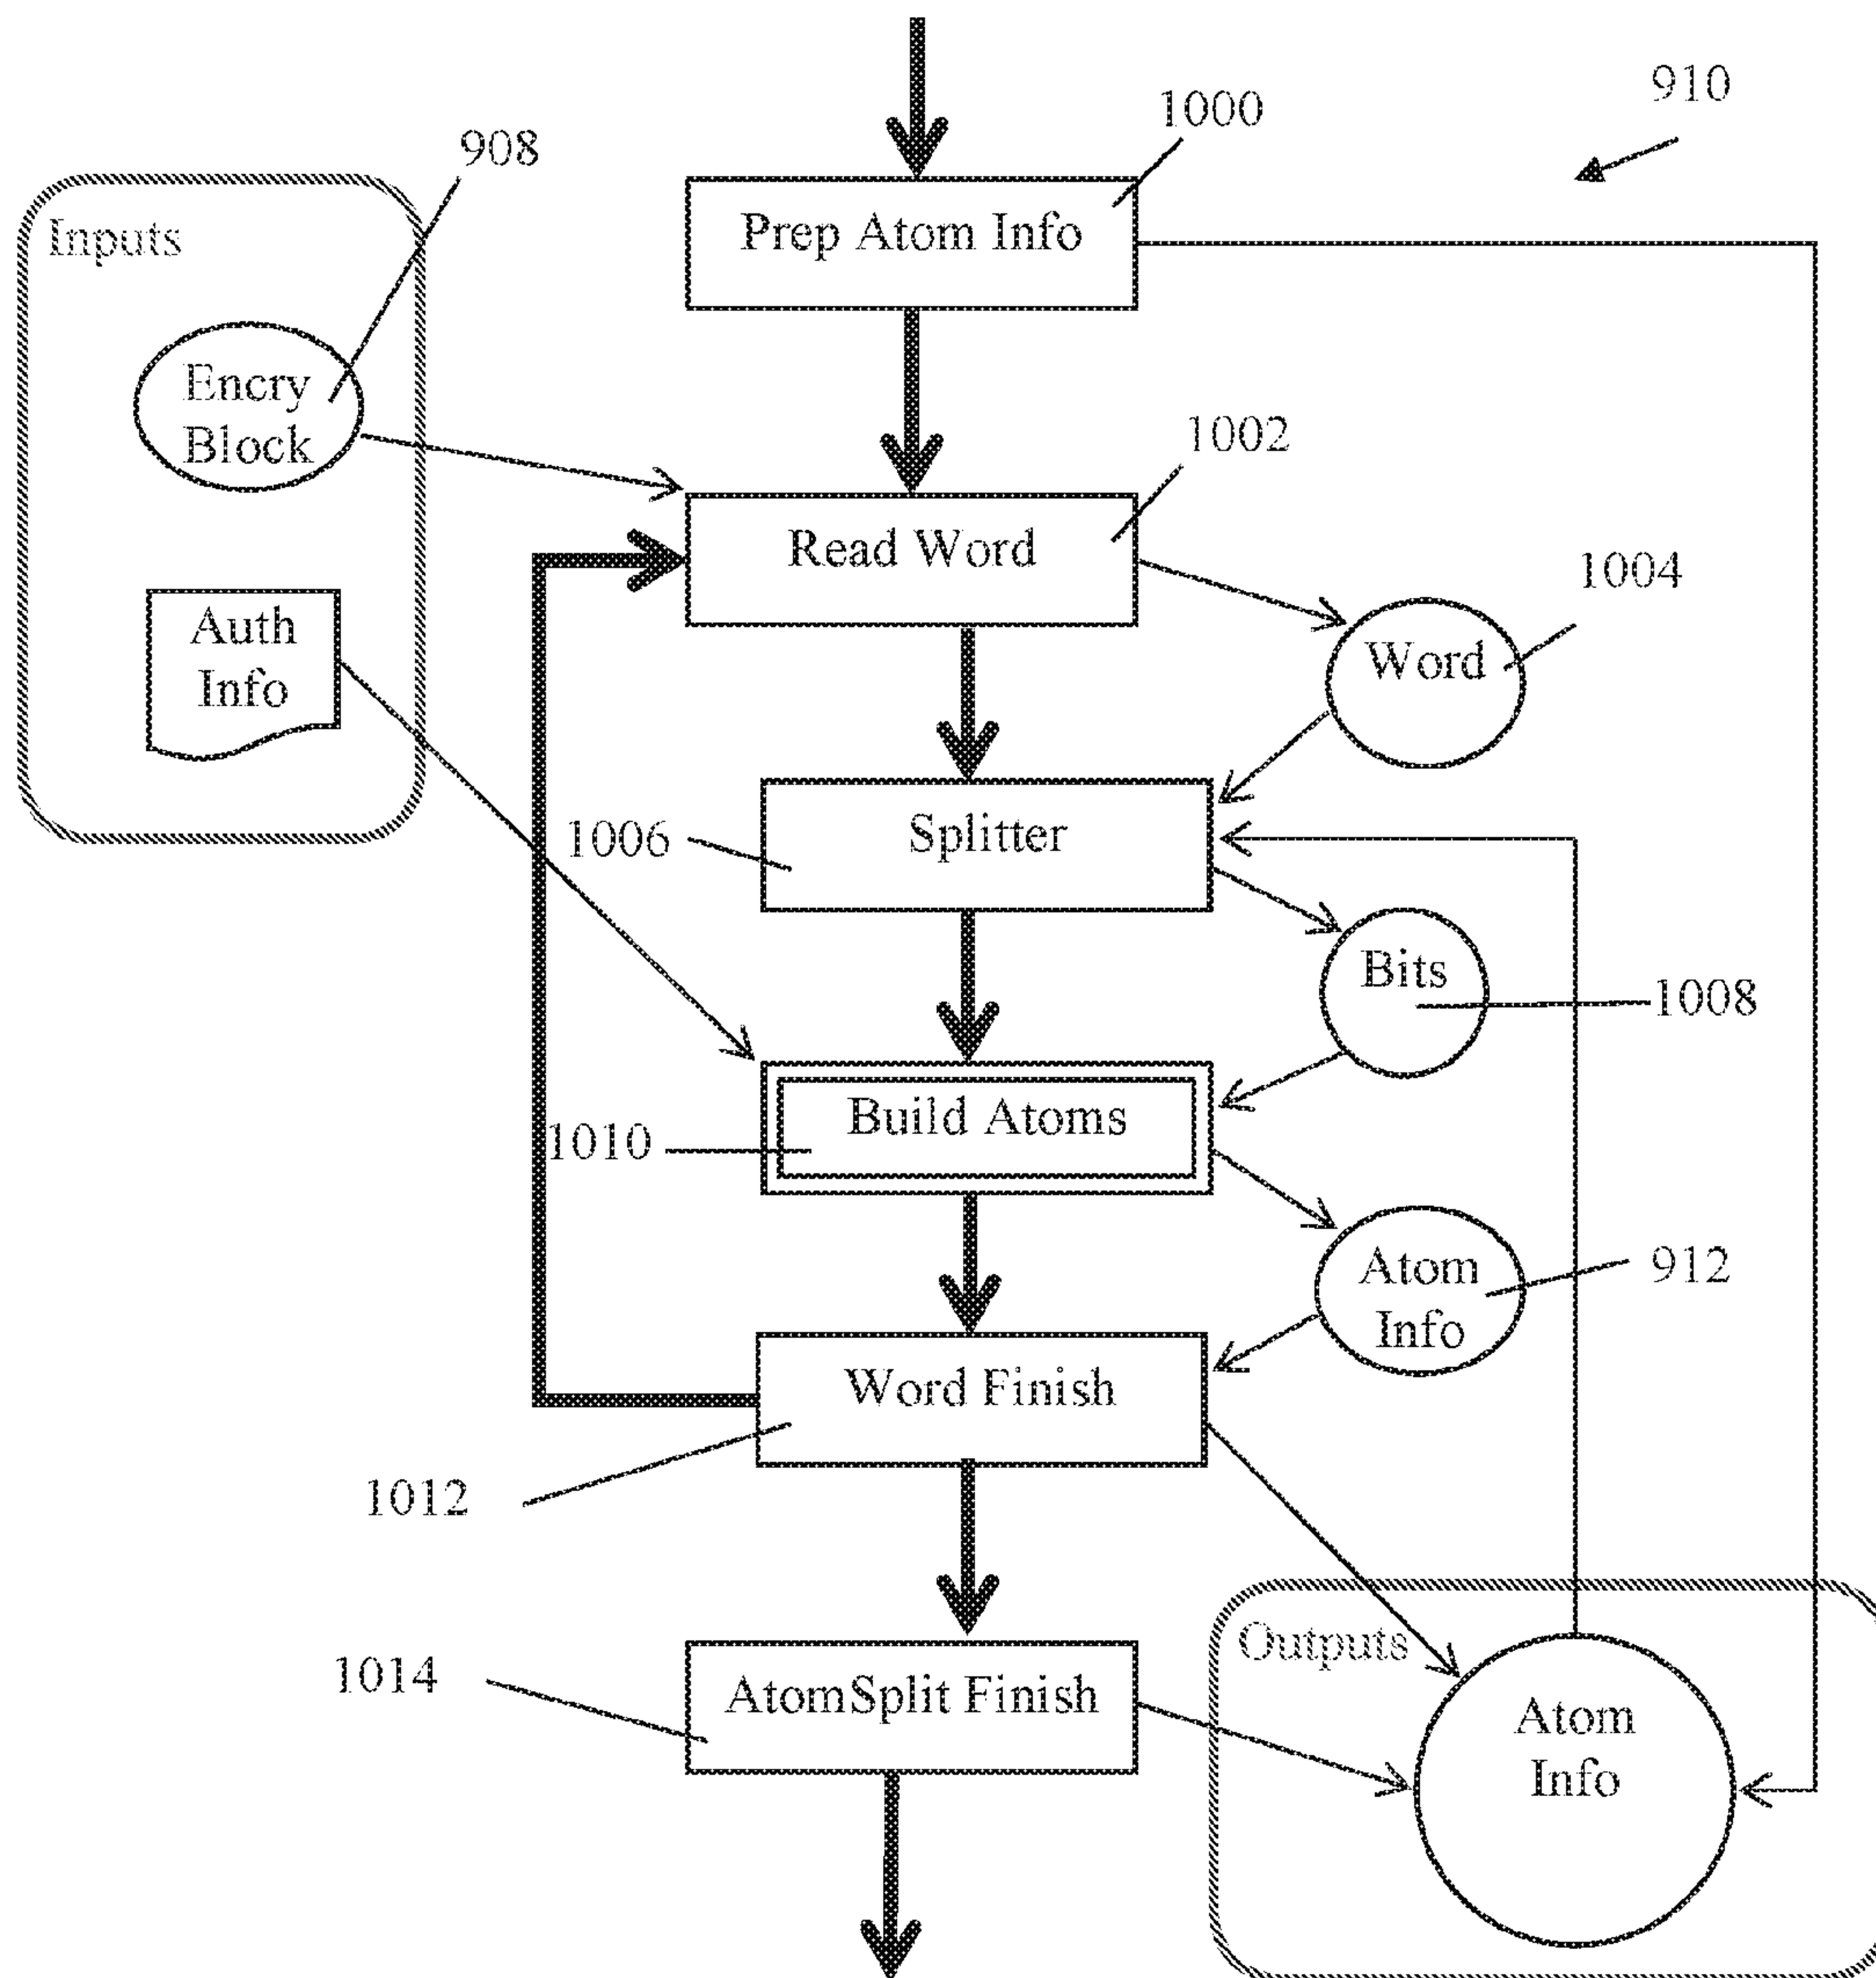 910
1000
908
Inputs
Prep Atom Info
Encry
Block
1002
Read Word
1004
Auth
Info
Word
1006
Splitter
Bits
1008
Build Atoms
1010
Atom
Info
912
Word Finish
1012
Outputs
1014
AtomSplit Finish
Atom
Info